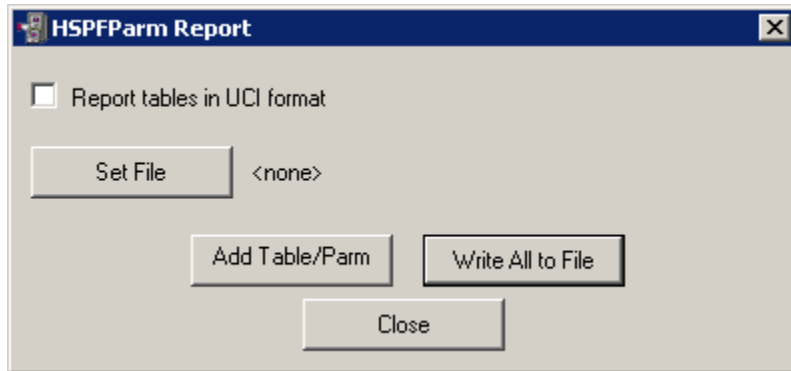 HSPFParm Report
Report tables in UCI format
Set File <none>
Add Table/Parm Write All to File
Close